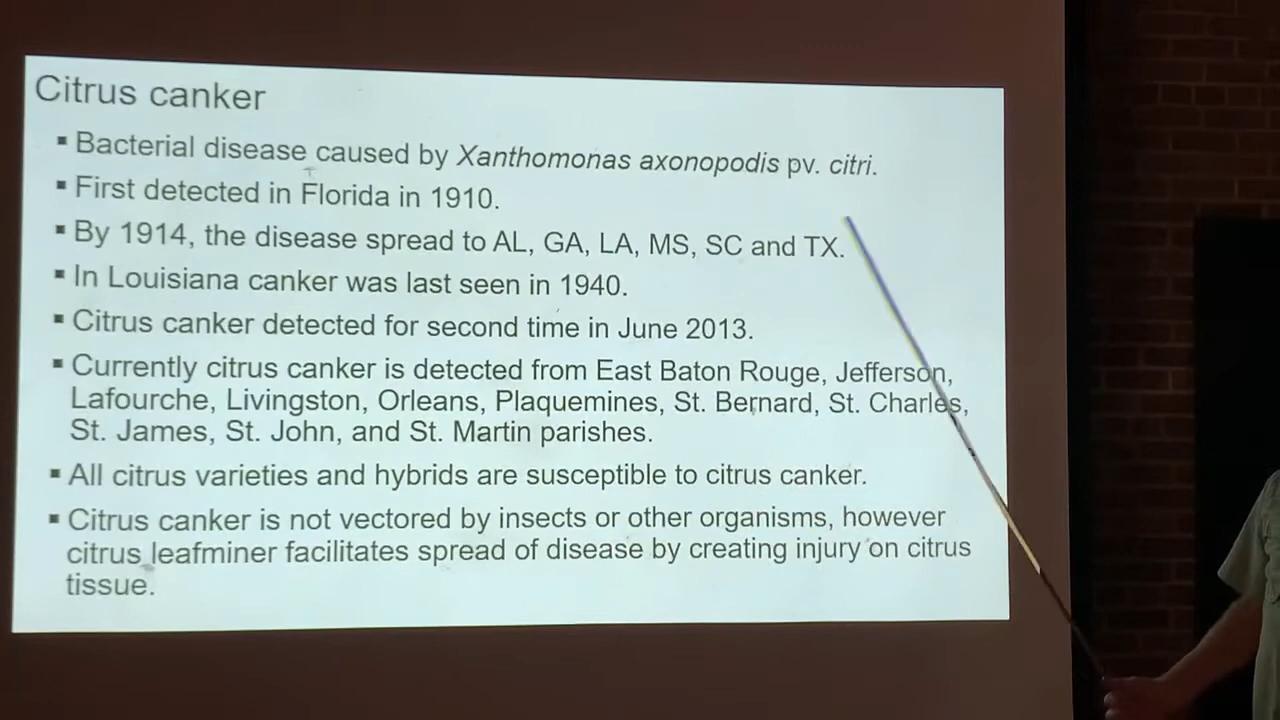 Citrus canker
▪ Bacterial disease caused by Xanthomonas axonopodis pv. citri.
▪ First detected in Florida in 1910.
▪ By 1914, the disease spread to AL, GA, LA, MS, SC and TX.
▪ In Louisiana canker was last seen in 1940.
▪ Citrus canker detected for second time in June 2013.
▪ Currently citrus canker is detected from East Baton Rouge, Jefferson,
Lafourche, Livingston, Orleans, Plaquemines, St. Bernard, St. Charles,
St. James, St. John, and St. Martin parishes.
▪ All citrus varieties and hybrids are susceptible to citrus canker.
▪ Citrus canker is not vectored by insects or other organisms, however
citrus leafminer facilitates spread of disease by creating injury on citrus
tissue.